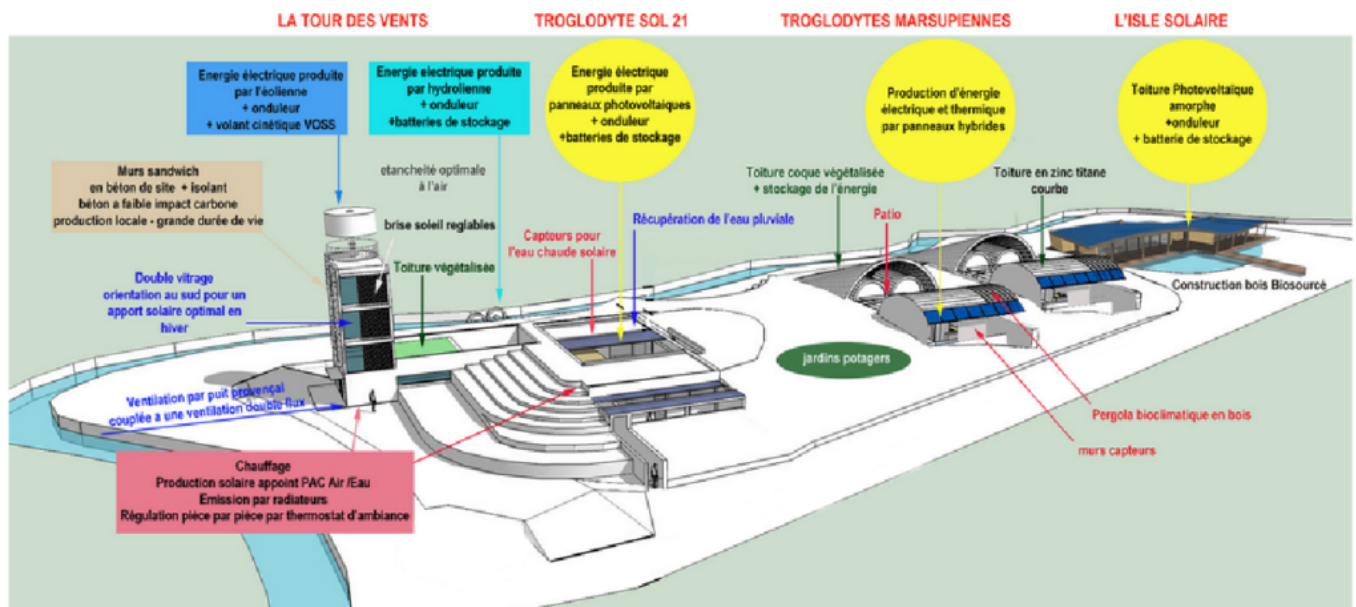 LA TOUR DES VENTS
TROGLODYTE SOL 21
TROGLODYTES MARSUPIENNES
L'ISLE SOLAIRE
Energie électrique produite
par l'éolienne
+ onduleur
+ volant cinétique VOSS
Energie electrique produite
par hydrolienne
+ onduleur
+batteries de stockage
Energie électrique
produite par
panneaux photovoltaiques
+ onduleur
+batteries de stockage
Production d'énergie
électrique et thermique
par panneaux hybrides
Toiture Photovoltaïque
amorphe
+onduleur
+ batterie de stockage
Murs sandwich
en béton de site + isolant
béton a faible impact carbone
production locale - grande durée de vie
etancheité optimale
à l'air
brise soleil reglables
Toiture coque végétalisée
+ stockage de l'énergie
Toiture en zinc titane
courbe
Patio
Récupération de l'eau pluviale
Capteurs pour
l'eau chaude solaire
Toiture végétalisée
Double vitrage
orientation au sud pour un
apport solaire optimal en
hiver
Construction bois Biosourcé
jardins potagers
Ventilation par puit provençal
couplée a une ventilation double flux
Pergola bioclimatique en bois
murs capteurs
Chauffage
Production solaire appoint PAC Air /Eau
Emission par radiateurs
Régulation pièce par pièce par thermostat d'ambiance